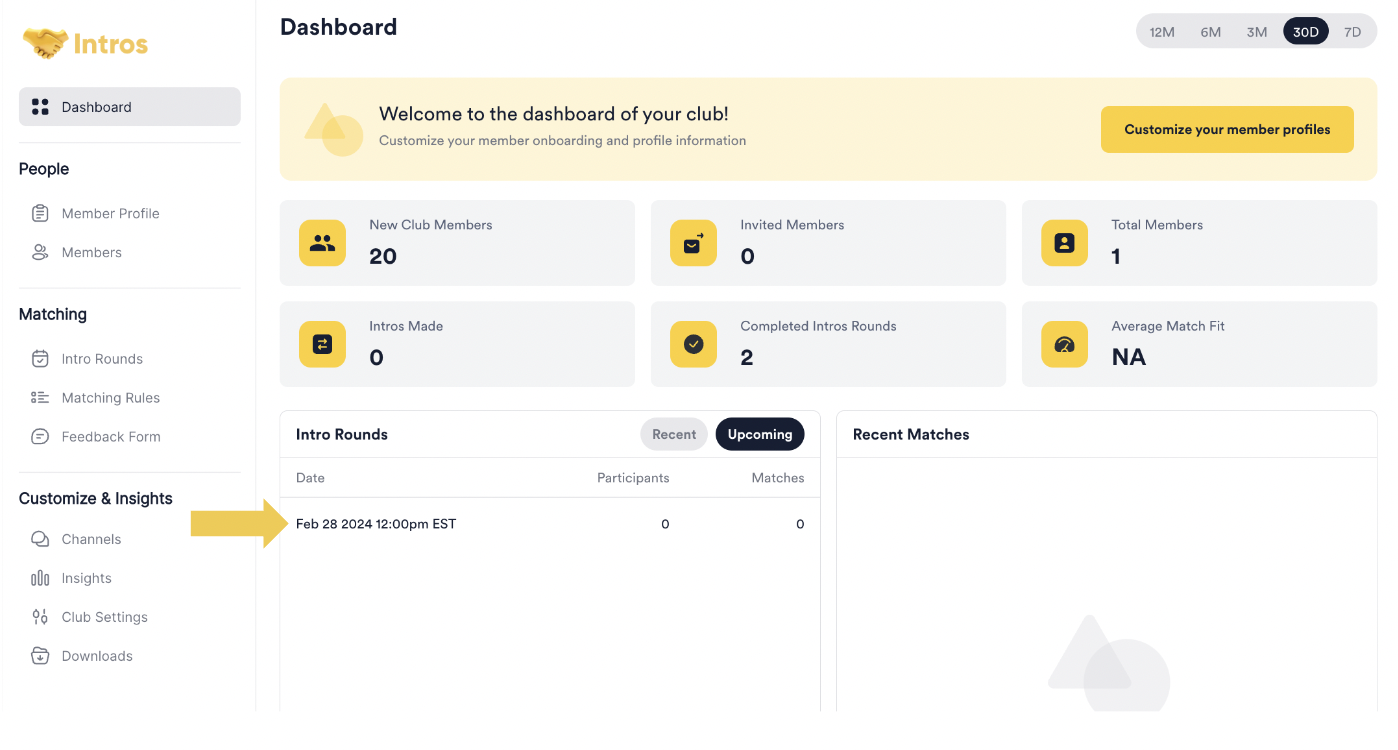 Intros
Dashboard
People
Member Profile
Members
Matching
Intro Rounds
Matching Rules
Feedback Form
Customize & Insights
Channels
Insights
Club Settings
Downloads
Dashboard
12M 6M 3M 30D 7D
Welcome to the dashboard of your club!
Customize your member onboarding and profile information
Customize your member profiles
New Club Members
20
Invited Members
0
Total Members
1
Intros Made
0
Completed Intros Rounds
2
Average Match Fit
NA
Intro Rounds Recent Upcoming
Date Participants Matches
Feb 28 2024 12:00pm EST 0 0
Recent Matches